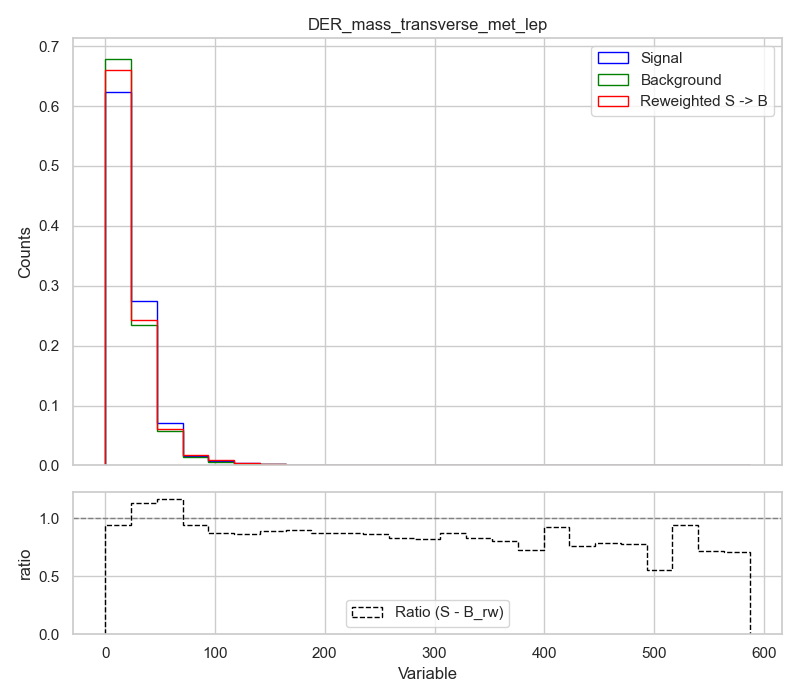 DER_mass_transverse_met_lep
0.7
0.6
0.5
0.4
0.3
0.2
0.1
0.0
Counts
Signal
Background
Reweighted S -> B
1.0
0.5
0.0
ratio
Ratio (S - B_rw)
0 100 200 300 400 500 600
Variable